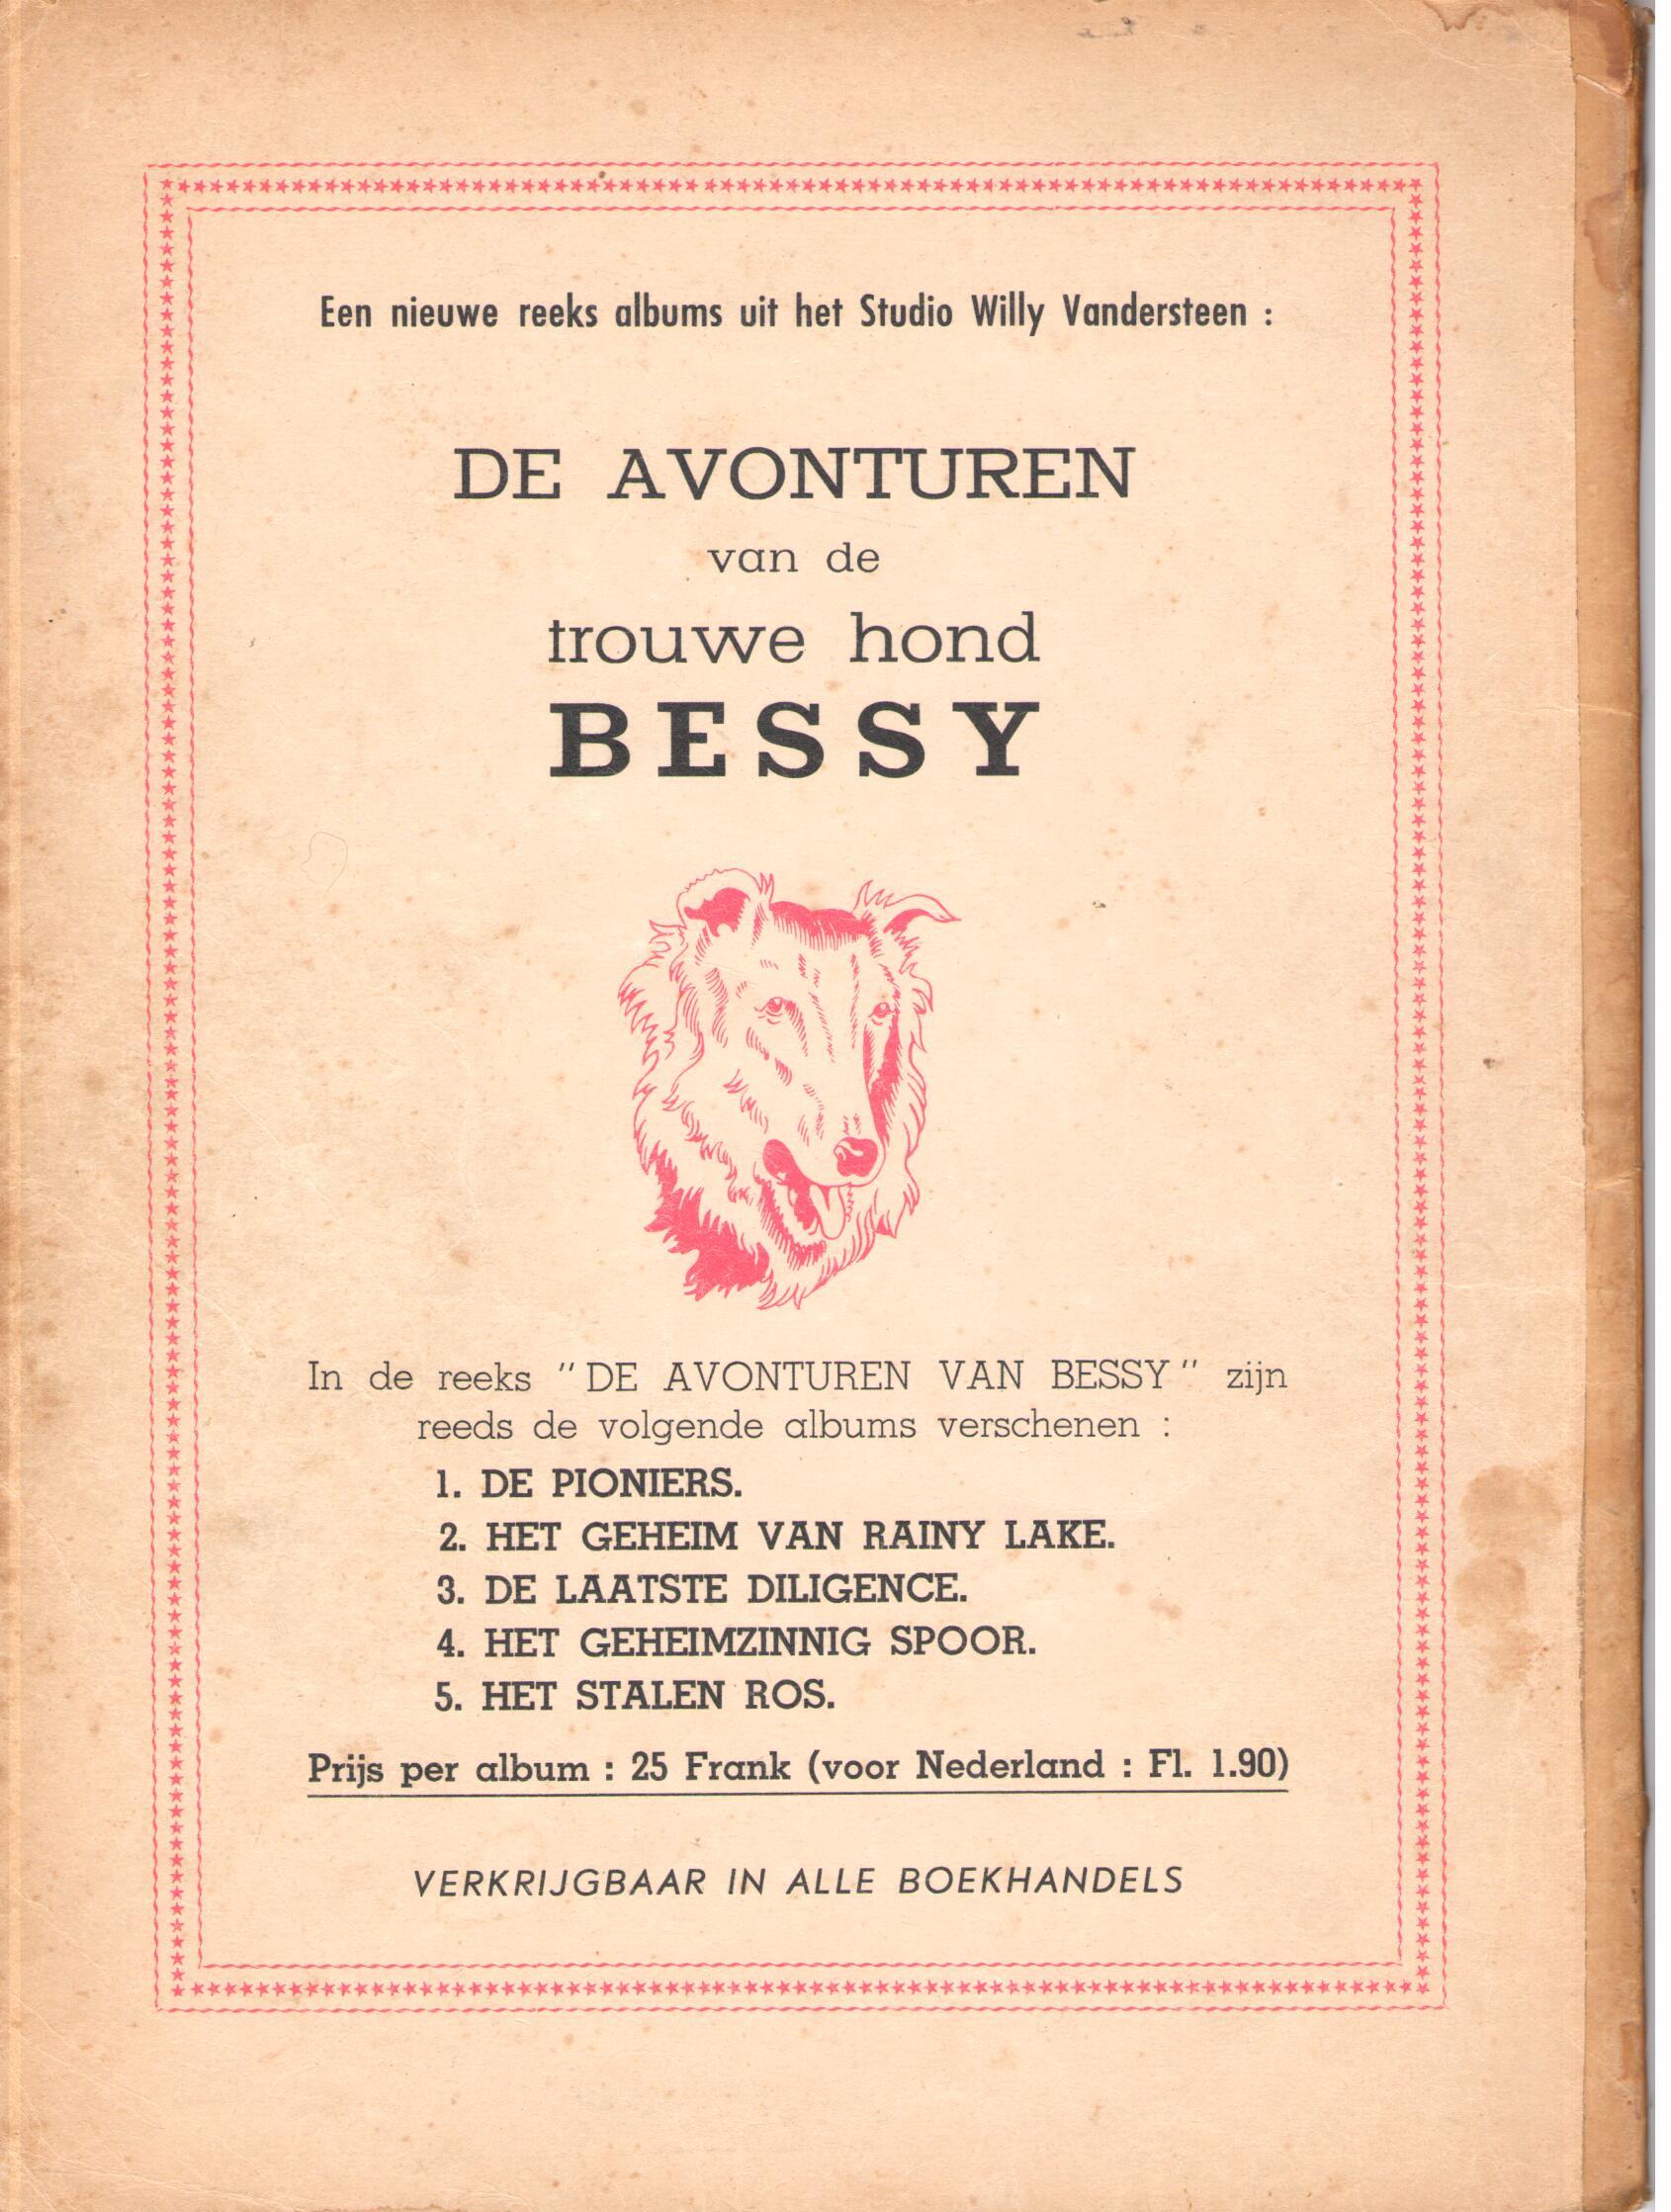 Een nieuwe reeks albums uit het Studio Willy Vandersteen :
DE AVONTUREN
van de
trouwe hond
BESSY
In de reeks "DE AVONTUREN VAN BESSY" zijn
reeds de volgende albums verschenen :
1. DE PIONIERS.
2. HET GEHEIM VAN RAINY LAKE.
3. DE LAATSTE DILIGENCE.
4. HET GEHEIMZINNIG SPOOR.
5. HET STALEN ROS.
Prijs per album : 25 Frank (voor Nederland : Fl. 1.90)
VERKRIJGBAAR IN ALLE BOEKHANDELS